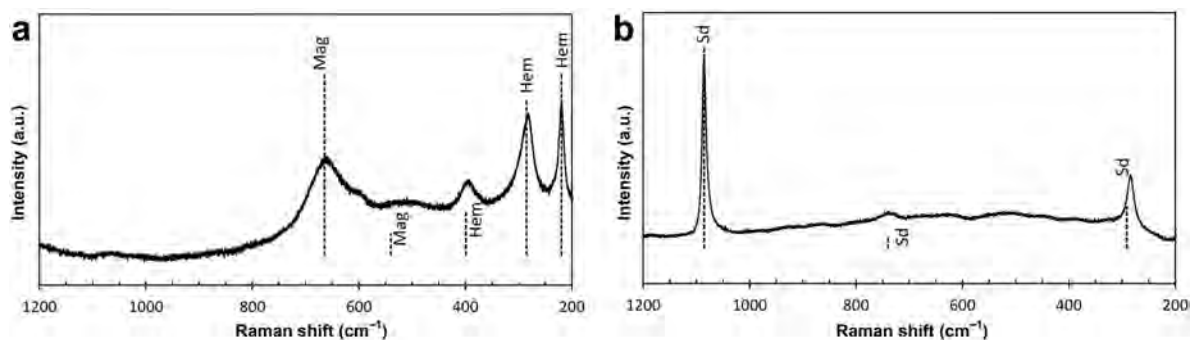 a
Mag
Hem
Hem
Mag
Hem
Intensity (a.u.)
1200 1000 800 600 400 200
Raman shift (cm⁻¹)
b
Sd
Sd
Sd
Intensity (a.u.)
1200 1000 800 600 400 200
Raman shift (cm⁻¹)